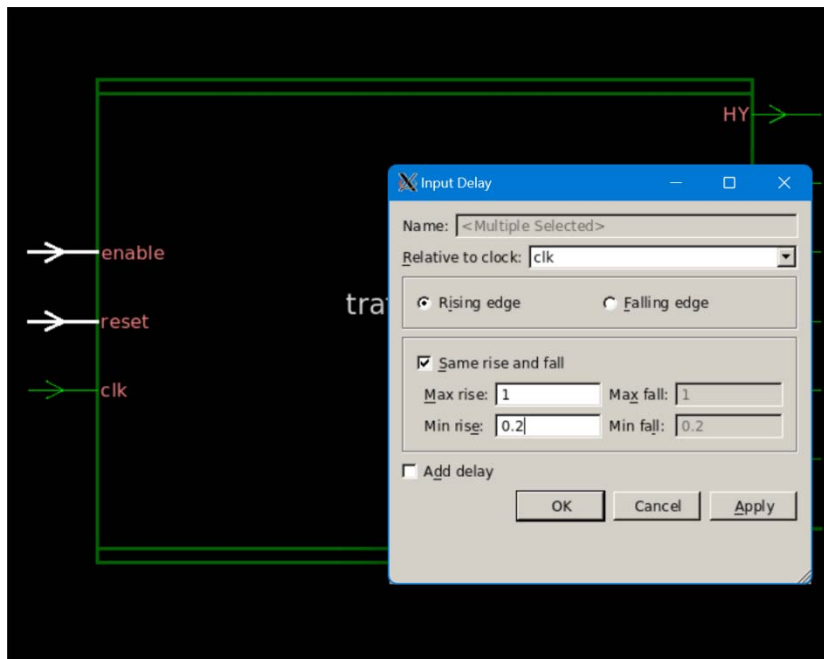 HY
Input Delay
Name: <Multiple Selected>
Relative to clock: clk
enable
Rising edge Falling edge
reset
Same rise and fall
clk
Max rise: 1 Max fall: 1
Min rise: 0.2 Min fall: 0.2
Add delay
OK Cancel Apply